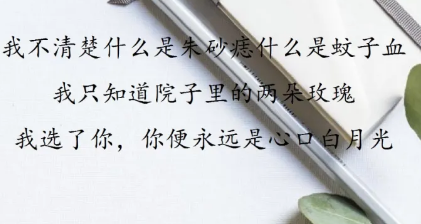 我不清楚什么是朱砂痣什么是蚊子血
我只知道院子里的两朵玫瑰
我选了你，你便永远是心口白月光